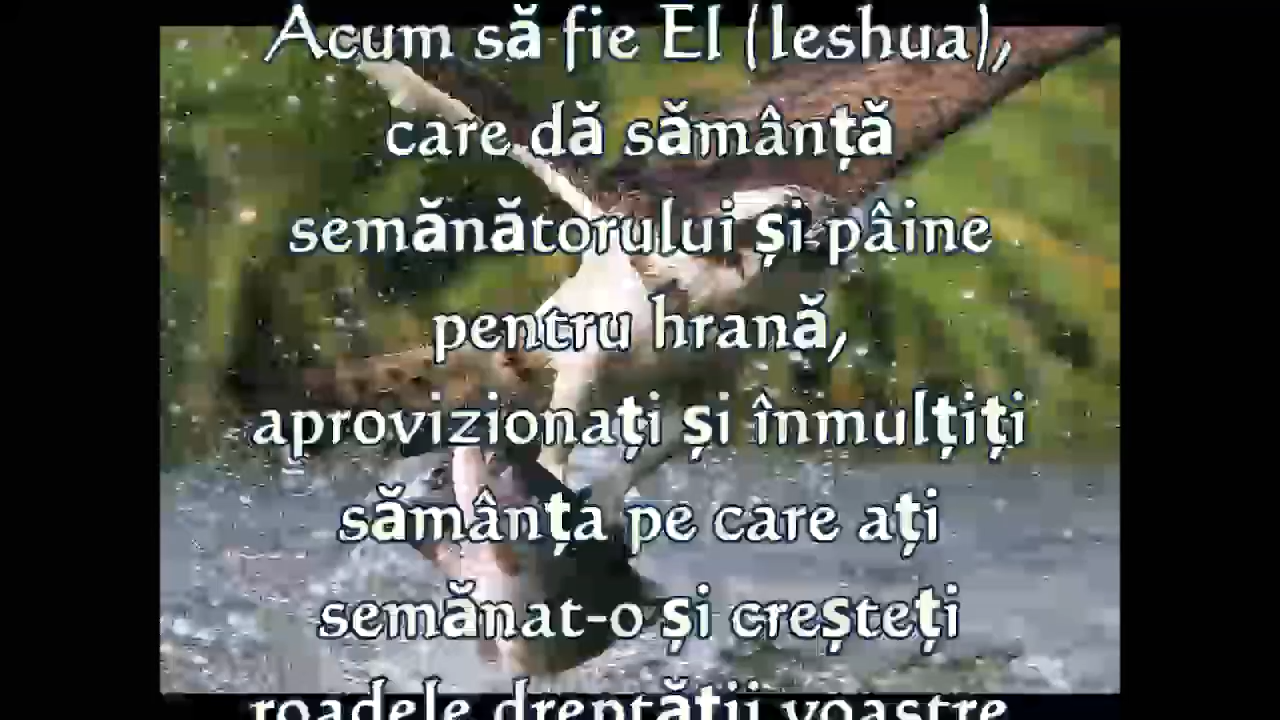 Acum să fie El (Ieshua),
care dă sămânță
semănătorului și pâine
pentru hrană,
aprovizionați și înmulțiți
sămânța pe care ați
semănat-o și creșteți
roadele dreptății voastre